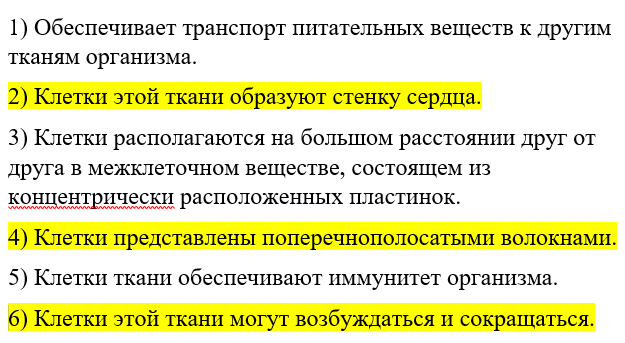 1) Обеспечивает транспорт питательных веществ к другим
тканям организма.
2) Клетки этой ткани образуют стенку сердца.
3) Клетки располагаются на большом расстоянии друг от
друга в межклеточном веществе, состоящем из
концентрически расположенных пластинок.
4) Клетки представлены поперечнополосатыми волокнами.
5) Клетки ткани обеспечивают иммунитет организма.
6) Клетки этой ткани могут возбуждаться и сокращаться.